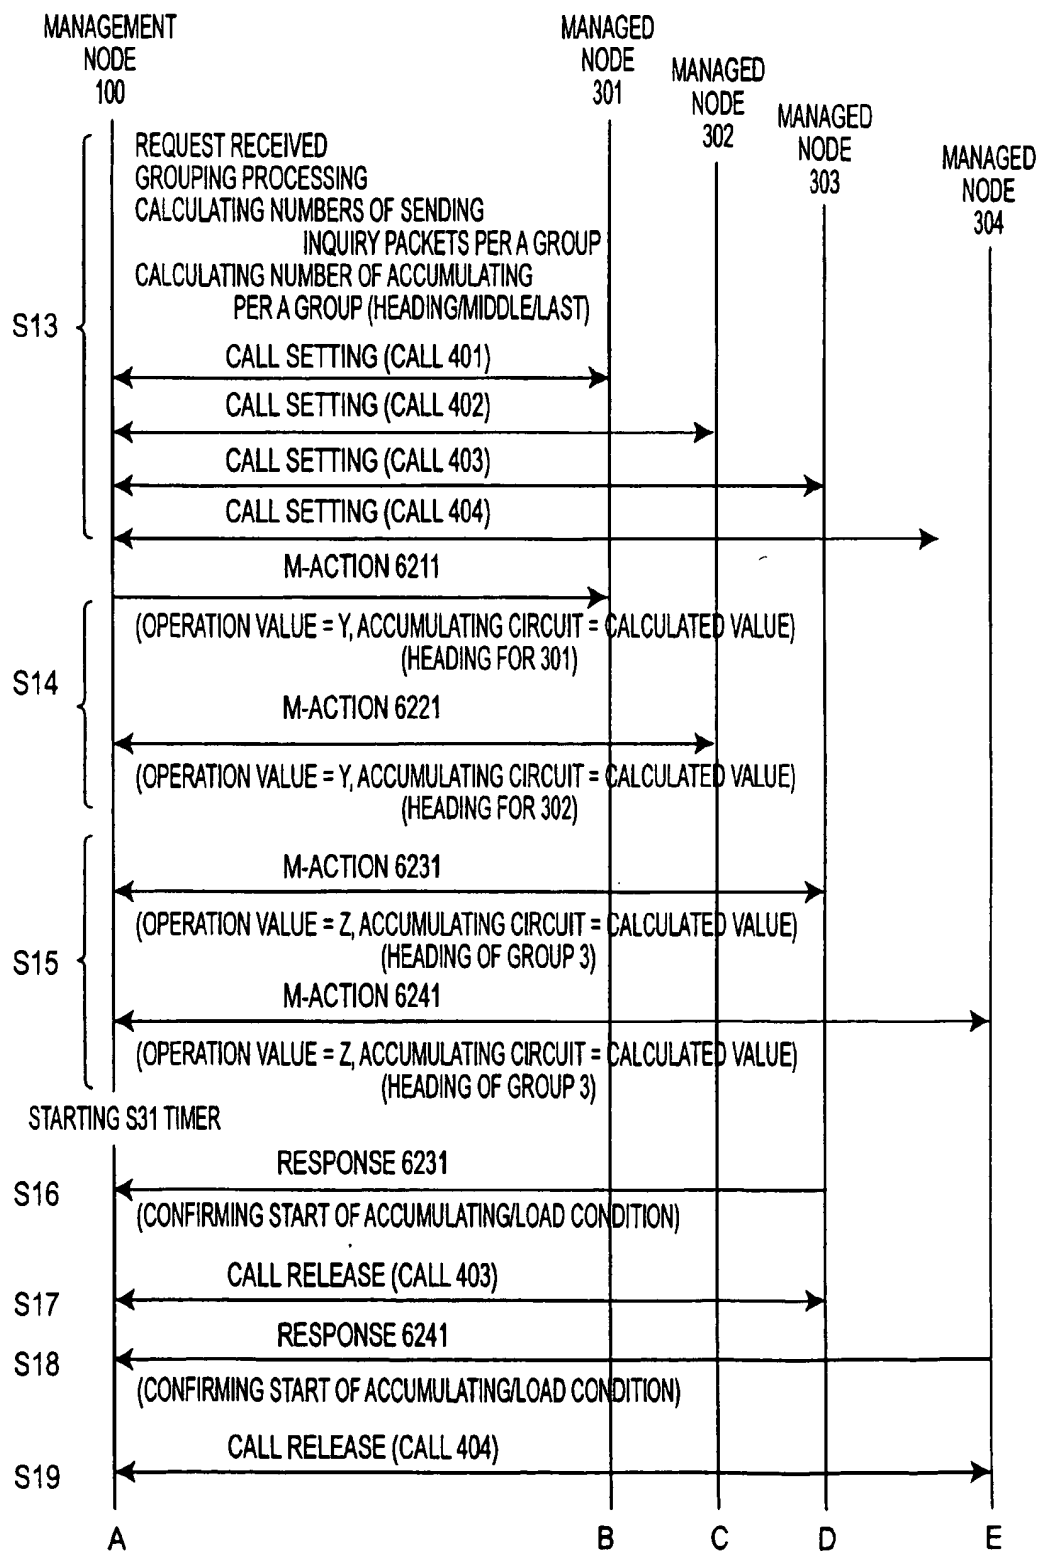 MANAGEMENT
NODE
100
MANAGED
NODE
301
MANAGED
NODE
302
MANAGED
NODE
303
MANAGED
NODE
304
S13
REQUEST RECEIVED
GROUPING PROCESSING
CALCULATING NUMBERS OF SENDING
INQUIRY PACKETS PER A GROUP
CALCULATING NUMBER OF ACCUMULATING
PER A GROUP (HEADING/MIDDLE/LAST)
CALL SETTING (CALL 401)
CALL SETTING (CALL 402)
CALL SETTING (CALL 403)
CALL SETTING (CALL 404)
M-ACTION 6211
S14
(OPERATION VALUE = Y, ACCUMULATING CIRCUIT = CALCULATED VALUE)
(HEADING FOR 301)
M-ACTION 6221
(OPERATION VALUE = Y, ACCUMULATING CIRCUIT = CALCULATED VALUE)
(HEADING FOR 302)
S15
M-ACTION 6231
(OPERATION VALUE = Z, ACCUMULATING CIRCUIT = CALCULATED VALUE)
(HEADING OF GROUP 3)
M-ACTION 6241
(OPERATION VALUE = Z, ACCUMULATING CIRCUIT = CALCULATED VALUE)
(HEADING OF GROUP 3)
STARTING S31 TIMER
RESPONSE 6231
S16
(CONFIRMING START OF ACCUMULATING/LOAD CONDITION)
CALL RELEASE (CALL 403)
S17
RESPONSE 6241
S18
(CONFIRMING START OF ACCUMULATING/LOAD CONDITION)
CALL RELEASE (CALL 404)
S19
A
B
C
D
E